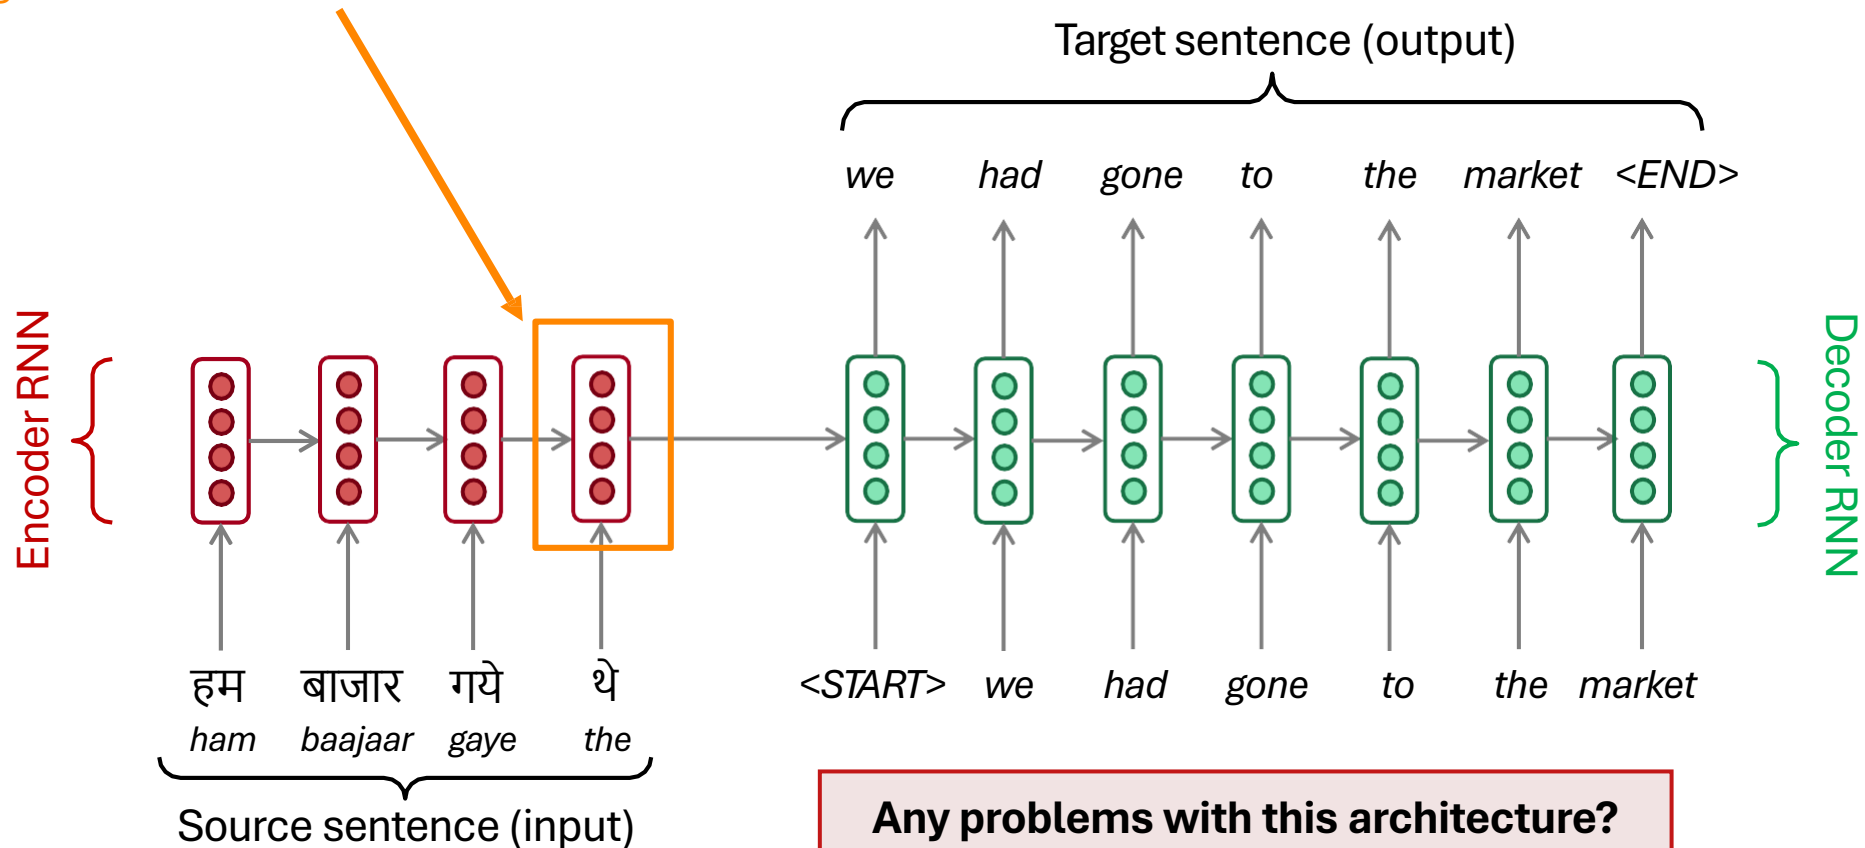 Target sentence (output)
we had gone to the market <END>
Encoder RNN
Decoder RNN
हम बाजार गये थे
ham baajaar gaye the
<START> we had gone to the market
Source sentence (input)
Any problems with this architecture?